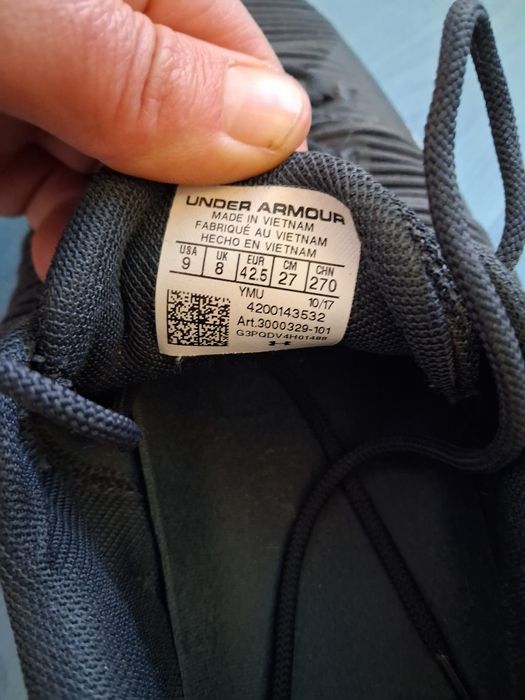 UNDER ARMOUR
MADE IN VIETNAM
FABRIQUÉ AU VIETNAM
HECHO EN VIETNAM
USA UK EUR CM CHN
9 8 42.5 27 270
YMU 10/17
4200143532
Art.3000329-101
G3PQDV4H01488